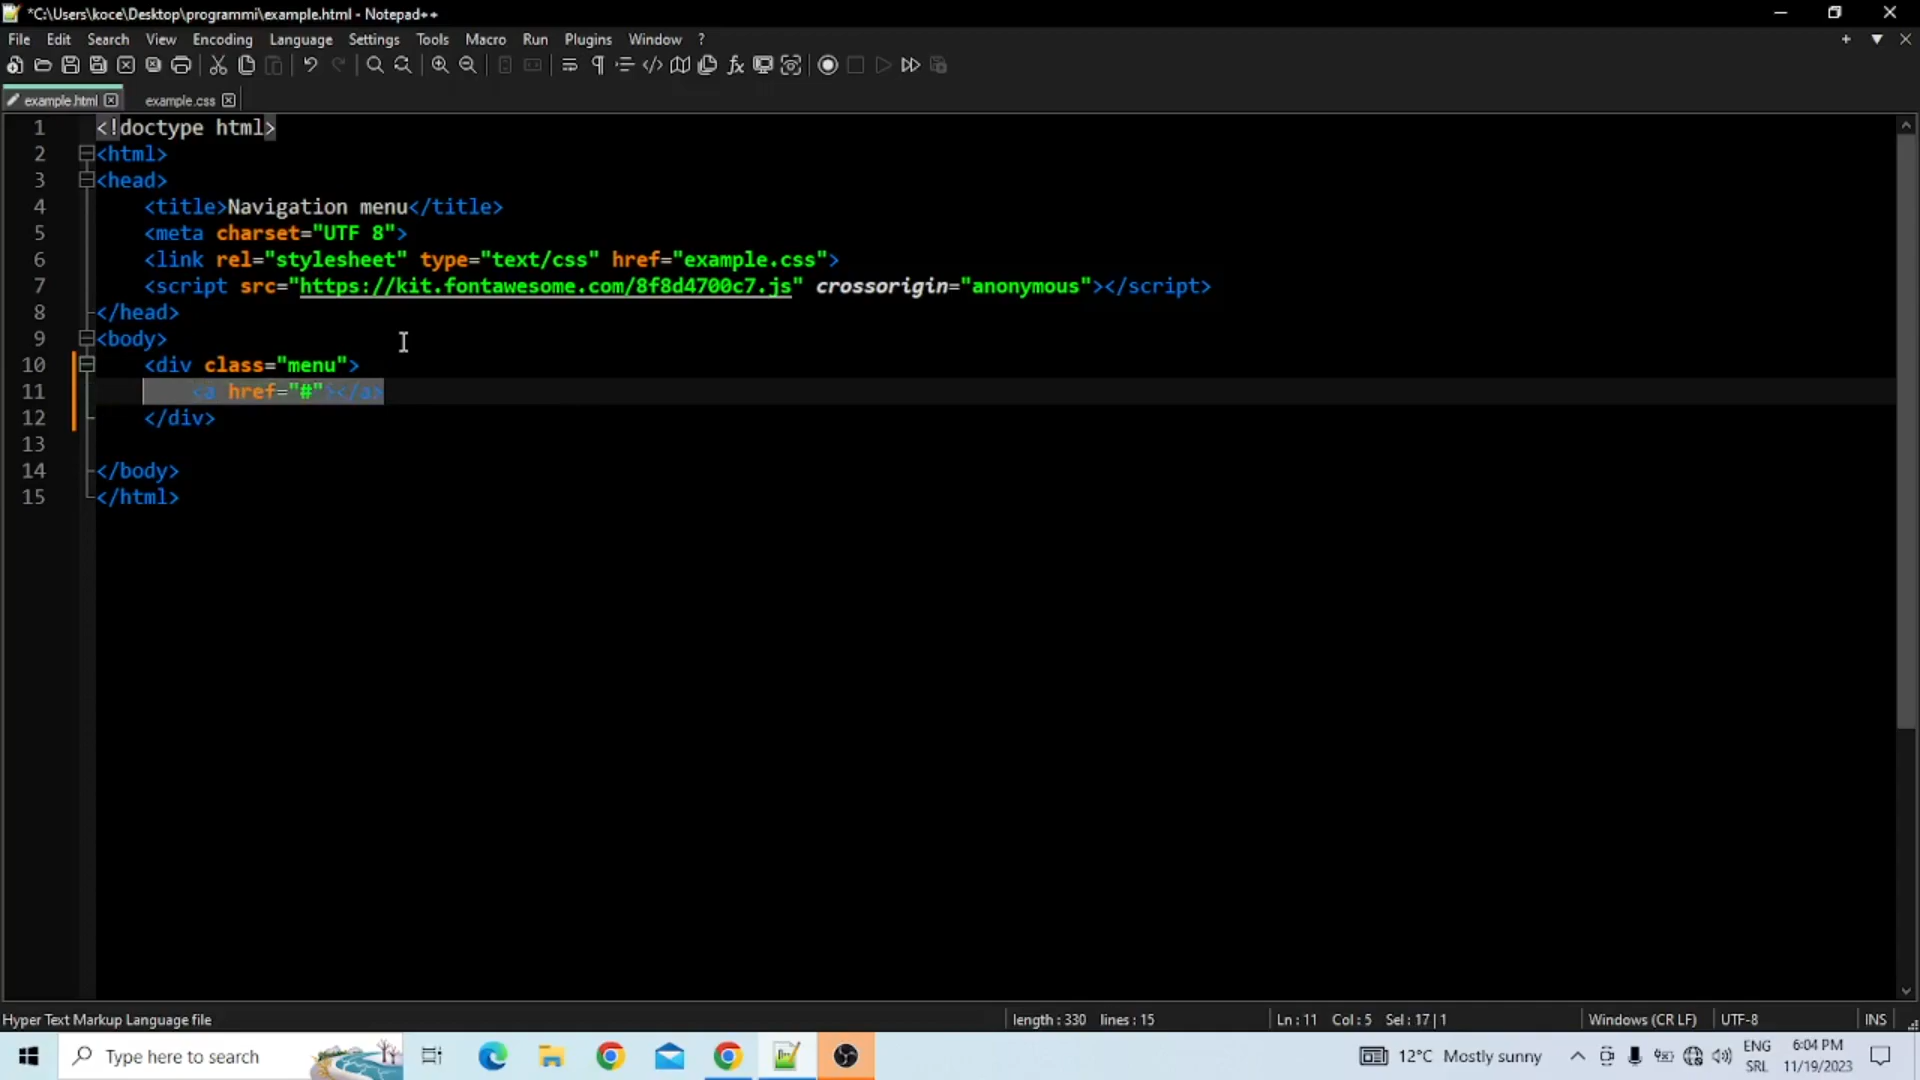 *C:\Users\koce\Desktop\programmi\example.html - Notepad++
File Edit Search View Encoding Language Settings Tools Macro Run Plugins Window ?
example.html example.css
1 <!doctype html>
2 <html>
3 <head>
4 <title>Navigation menu</title>
5 <meta charset="UTF 8">
6 <link rel="stylesheet" type="text/css" href="example.css">
7 <script src="https://kit.fontawesome.com/8f8d4700c7.js" crossorigin="anonymous"></script>
8 </head>
9 <body>
10 <div class="menu">
11 <a href="#"></a>
12 </div>
13
14 </body>
15 </html>
Hyper Text Markup Language file length : 330 lines : 15 Ln : 11 Col : 5 Sel : 17 | 1 Windows (CR LF) UTF-8 INS
Type here to search 12°C Mostly sunny ENG 6:04 PM
SRL 11/19/2023